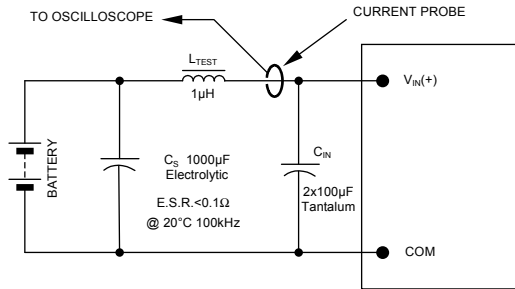 TO OSCILLOSCOPE
CURRENT PROBE
L_TEST
1µH
V_IN(+)
BATTERY
C_S 1000µF
Electrolytic
E.S.R.<0.1Ω
@ 20°C 100kHz
C_IN
2x100µF
Tantalum
COM